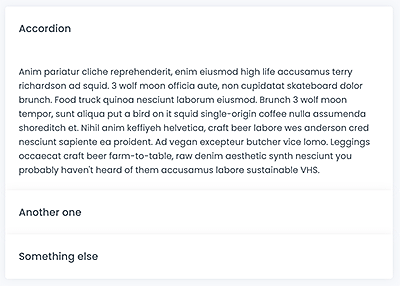 Accordion
Anim pariatur cliche reprehenderit, enim eiusmod high life accusamus terry
richardson ad squid. 3 wolf moon officia aute, non cupidatat skateboard dolor
brunch. Food truck quinoa nesciunt laborum eiusmod. Brunch 3 wolf moon
tempor, sunt aliqua put a bird on it squid single-origin coffee nulla assumenda
shoreditch et. Nihil anim keffiyeh helvetica, craft beer labore wes anderson cred
nesciunt sapiente ea proident. Ad vegan excepteur butcher vice lomo. Leggings
occaecat craft beer farm-to-table, raw denim aesthetic synth nesciunt you
probably haven't heard of them accusamus labore sustainable VHS.
Another one
Something else